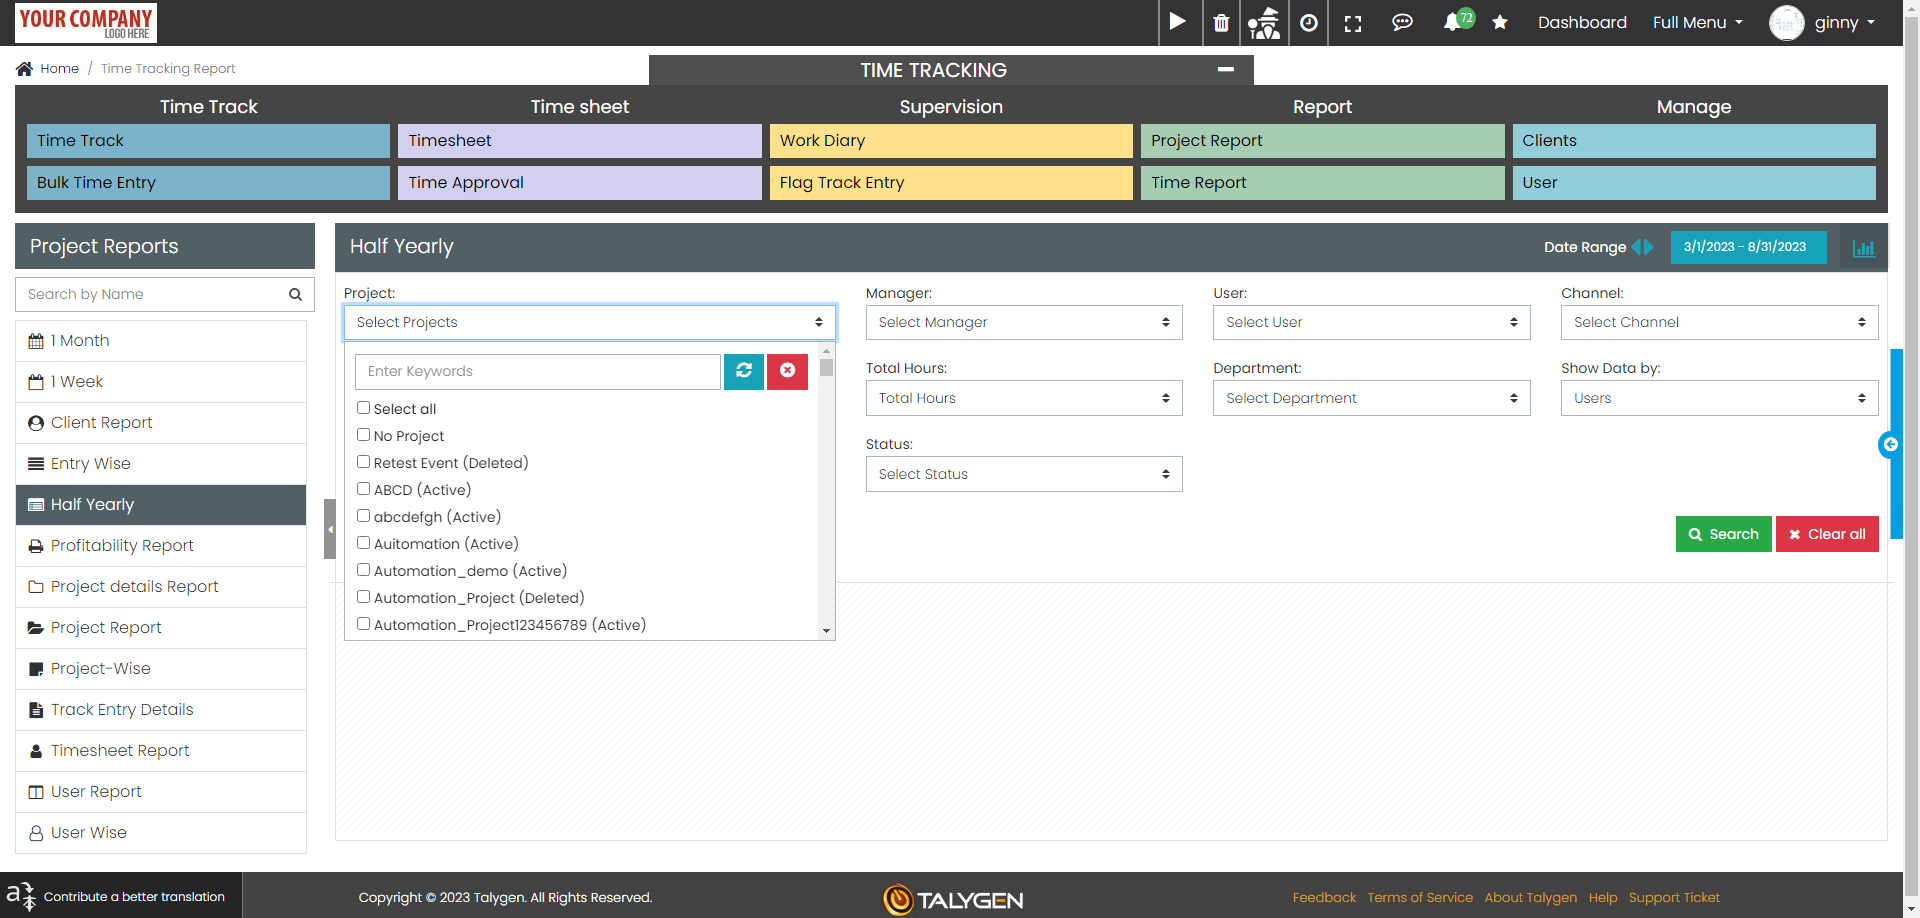 YOUR COMPANY
LOGO HERE
72
Dashboard
Full Menu
ginny
Home / Time Tracking Report
TIME TRACKING
Time Track
Time sheet
Supervision
Report
Manage
Time Track
Timesheet
Work Diary
Project Report
Clients
Bulk Time Entry
Time Approval
Flag Track Entry
Time Report
User
Project Reports
Search by Name
1 Month
1 Week
Client Report
Entry Wise
Half Yearly
Profitability Report
Project details Report
Project Report
Project-Wise
Track Entry Details
Timesheet Report
User Report
User Wise
Half Yearly
Date Range
3/1/2023 - 8/31/2023
Project:
Select Projects
Enter Keywords
Select all
No Project
Retest Event (Deleted)
ABCD (Active)
abcdefgh (Active)
Auitomation (Active)
Automation_demo (Active)
Automation_Project (Deleted)
Automation_Project123456789 (Active)
Manager:
Select Manager
User:
Select User
Channel:
Select Channel
Total Hours:
Total Hours
Department:
Select Department
Show Data by:
Users
Status:
Select Status
Search
Clear all
Contribute a better translation
Copyright © 2023 Talygen. All Rights Reserved.
TALYGEN
Feedback
Terms of Service
About Talygen
Help
Support Ticket